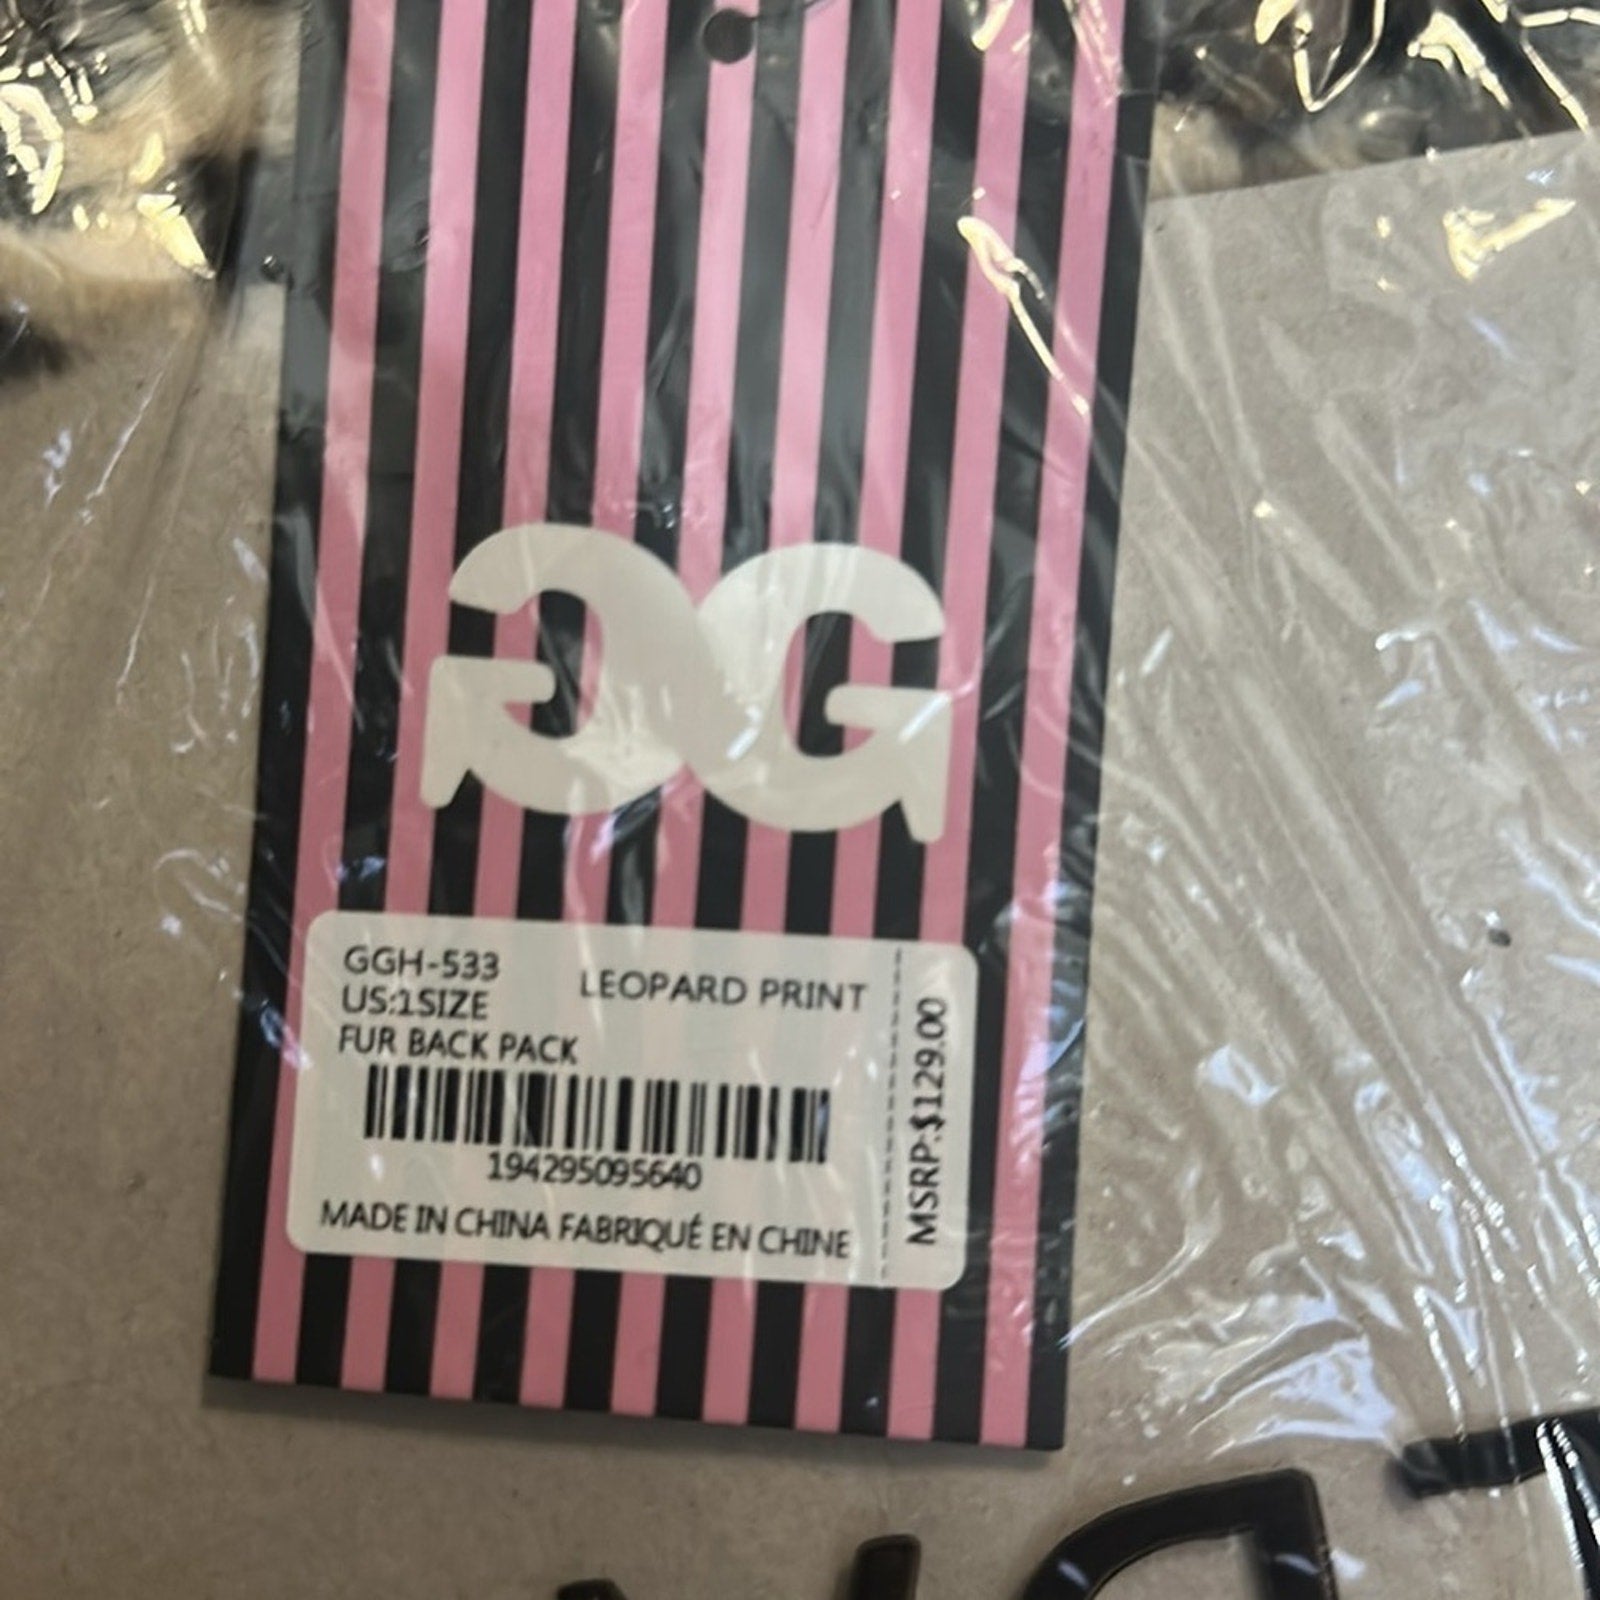 GG
GGH-533
LEOPARD PRINT
US:1SIZE
FUR BACK PACK
194295095640
MADE IN CHINA FABRIQUÉ EN CHINE
MSRP:$129.00